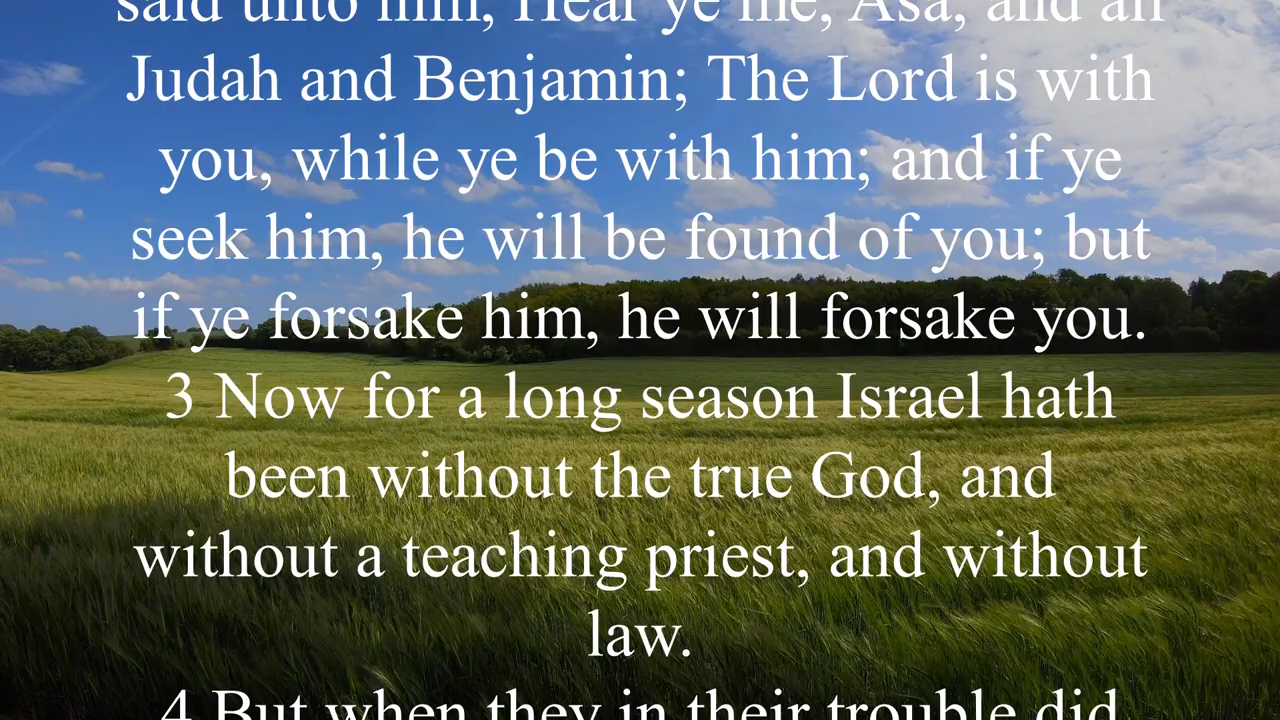 said unto him, Hear ye me, Asa, and all
Judah and Benjamin; The Lord is with
you, while ye be with him; and if ye
seek him, he will be found of you; but
if ye forsake him, he will forsake you.
3 Now for a long season Israel hath
been without the true God, and
without a teaching priest, and without
law.
4 But when they in their trouble did